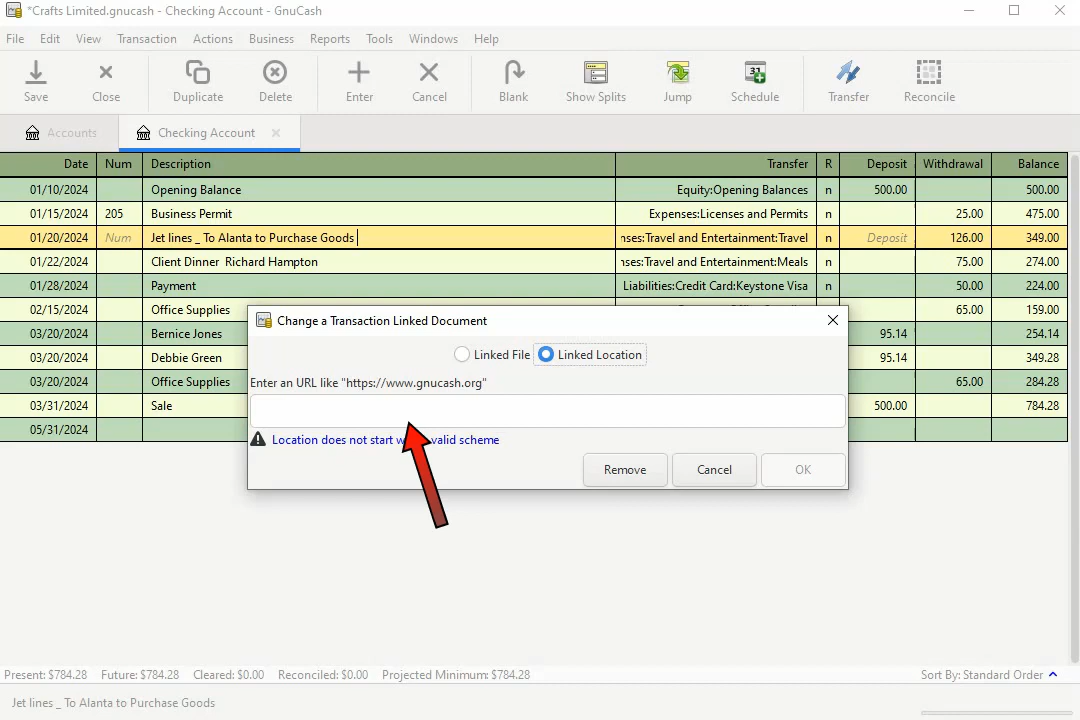 *Crafts Limited.gnucash - Checking Account - GnuCash
File Edit View Transaction Actions Business Reports Tools Windows Help
Save Close Duplicate Delete Enter Cancel Blank Show Splits Jump Schedule Transfer Reconcile
Accounts Checking Account
Date Num Description Transfer R Deposit Withdrawal Balance
01/10/2024 Opening Balance Equity:Opening Balances n 500.00 500.00
01/15/2024 205 Business Permit Expenses:Licenses and Permits n 25.00 475.00
01/20/2024 Num Jet lines _ To Alanta to Purchase Goods nses:Travel and Entertainment:Travel n Deposit 126.00 349.00
01/22/2024 Client Dinner Richard Hampton nses:Travel and Entertainment:Meals n 75.00 274.00
01/28/2024 Payment Liabilities:Credit Card:Keystone Visa n 50.00 224.00
02/15/2024 Office Supplies 65.00 159.00
03/20/2024 Bernice Jones 95.14 254.14
03/20/2024 Debbie Green 95.14 349.28
03/20/2024 Office Supplies 65.00 284.28
03/31/2024 Sale 500.00 784.28
05/31/2024
Change a Transaction Linked Document
Linked File Linked Location
Enter an URL like "https://www.gnucash.org"
Location does not start valid scheme
Remove Cancel OK
Present: $784.28 Future: $784.28 Cleared: $0.00 Reconciled: $0.00 Projected Minimum: $784.28 Sort By: Standard Order
Jet lines _ To Alanta to Purchase Goods